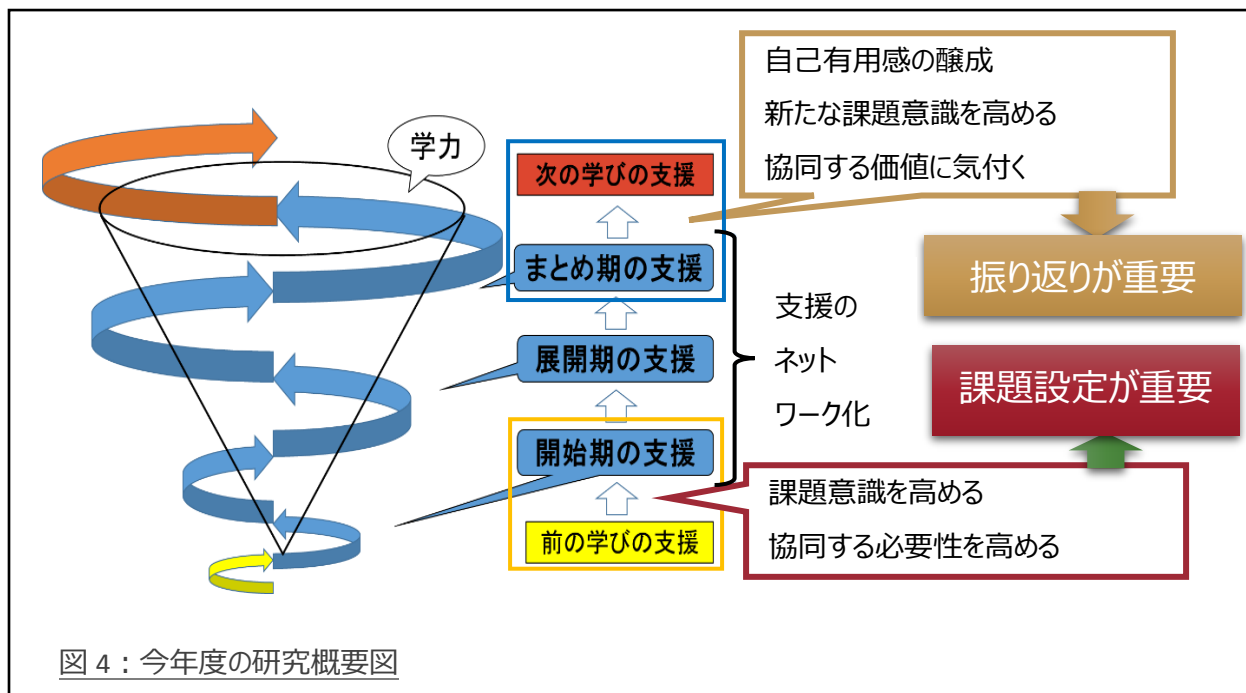 自己有用感の醸成
新たな課題意識を高める
協同する価値に気付く
学力
次の学びの支援
まとめ期の支援
展開期の支援
開始期の支援
前の学びの支援
支援の
ネット
ワーク化
振り返りが重要
課題設定が重要
課題意識を高める
協同する必要性を高める
図 4：今年度の研究概要図